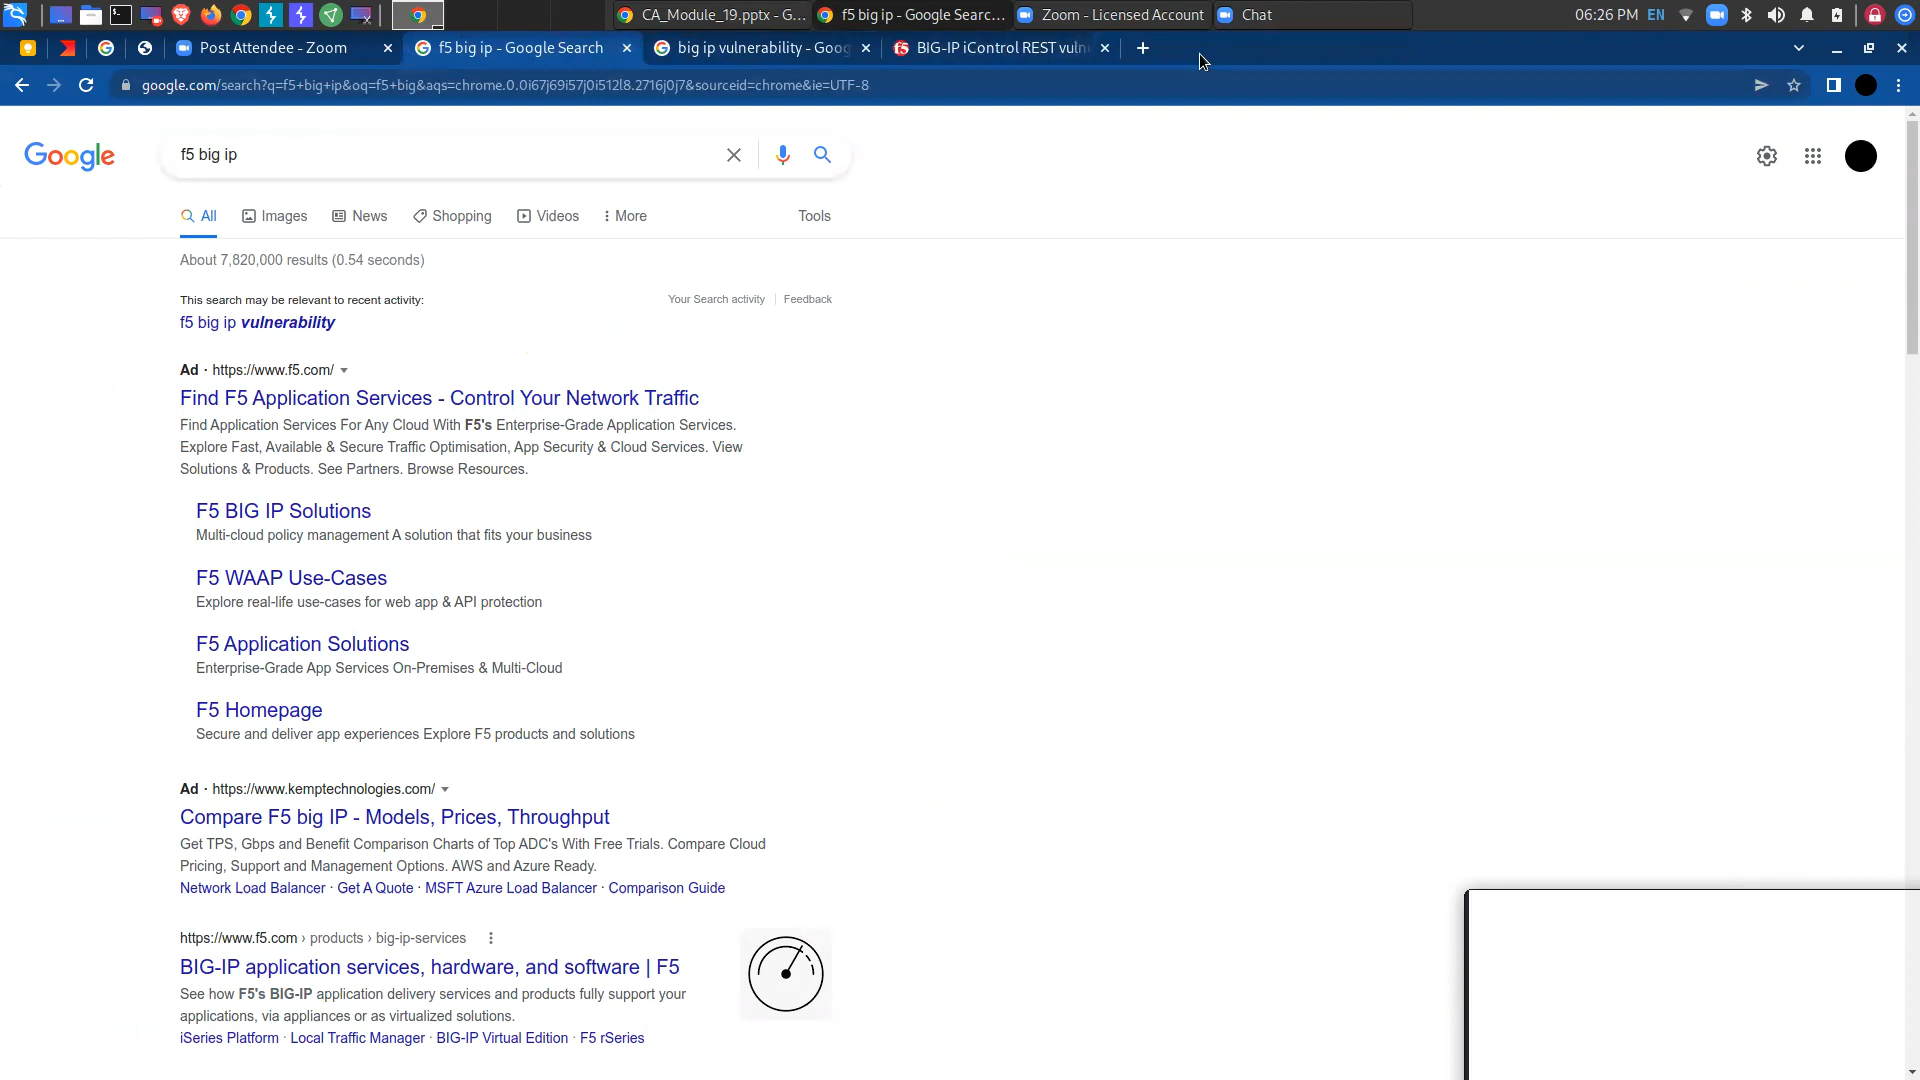 CA_Module_19.pptx - G...
f5 big ip - Google Searc...
Zoom - Licensed Account
Chat
06:26 PM EN
Post Attendee - Zoom
f5 big ip - Google Search
big ip vulnerability - Goog
BIG-IP iControl REST vuln
google.com/search?q=f5+big+ip&oq=f5+big&aqs=chrome.0.0i67j69i57j0i512l8.2716j0j7&sourceid=chrome&ie=UTF-8
Google
f5 big ip
All
Images
News
Shopping
Videos
More
Tools
About 7,820,000 results (0.54 seconds)
This search may be relevant to recent activity:
Your Search activity
Feedback
f5 big ip vulnerability
Ad · https://www.f5.com/
Find F5 Application Services - Control Your Network Traffic
Find Application Services For Any Cloud With F5's Enterprise-Grade Application Services.
Explore Fast, Available & Secure Traffic Optimisation, App Security & Cloud Services. View
Solutions & Products. See Partners. Browse Resources.
F5 BIG IP Solutions
Multi-cloud policy management A solution that fits your business
F5 WAAP Use-Cases
Explore real-life use-cases for web app & API protection
F5 Application Solutions
Enterprise-Grade App Services On-Premises & Multi-Cloud
F5 Homepage
Secure and deliver app experiences Explore F5 products and solutions
Ad · https://www.kemptechnologies.com/
Compare F5 big IP - Models, Prices, Throughput
Get TPS, Gbps and Benefit Comparison Charts of Top ADC's With Free Trials. Compare Cloud
Pricing, Support and Management Options. AWS and Azure Ready.
Network Load Balancer · Get A Quote · MSFT Azure Load Balancer · Comparison Guide
https://www.f5.com › products › big-ip-services
BIG-IP application services, hardware, and software | F5
See how F5's BIG-IP application delivery services and products fully support your
applications, via appliances or as virtualized solutions.
iSeries Platform · Local Traffic Manager · BIG-IP Virtual Edition · F5 rSeries